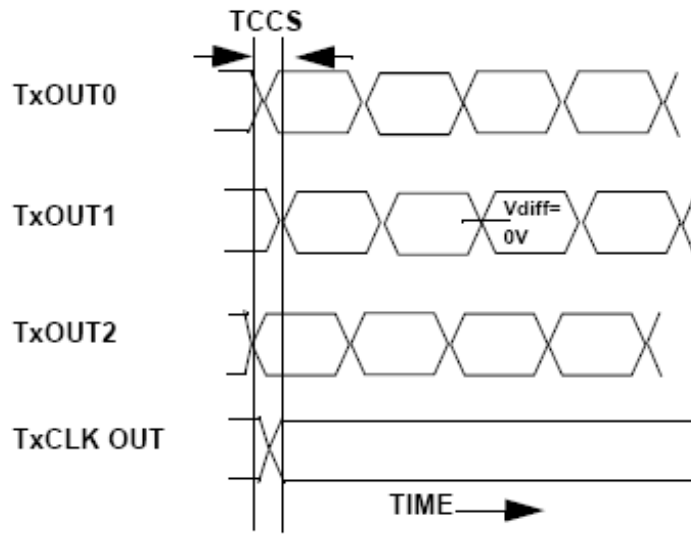 TCCS
TxOUT0
TxOUT1
Vdiff=
0V
TxOUT2
TxCLK OUT
TIME